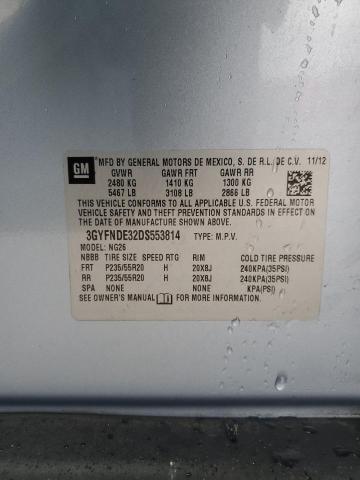 GM
MFD BY GENERAL MOTORS DE MEXICO, S. DE R.L. DE C.V. 11/12
GVWR GAWR FRT GAWR RR
2480 KG 1410 KG 1300 KG
5467 LB 3108 LB 2866 LB
THIS VEHICLE CONFORMS TO ALL APPLICABLE U.S. FEDERAL MOTOR
VEHICLE SAFETY AND THEFT PREVENTION STANDARDS IN EFFECT ON THE
DATE OF MANUFACTURE SHOWN ABOVE.
3GYFNDE32DS553814 TYPE: M.P.V.
MODEL: NG26
NBBB TIRE SIZE SPEED RTG RIM COLD TIRE PRESSURE
FRT P235/55R20 H 20X8J 240KPA(35PSI)
RR P235/55R20 H 20X8J 240KPA(35PSI)
SPA NONE NONE KPA(PSI)
SEE OWNER'S MANUAL FOR MORE INFORMATION.